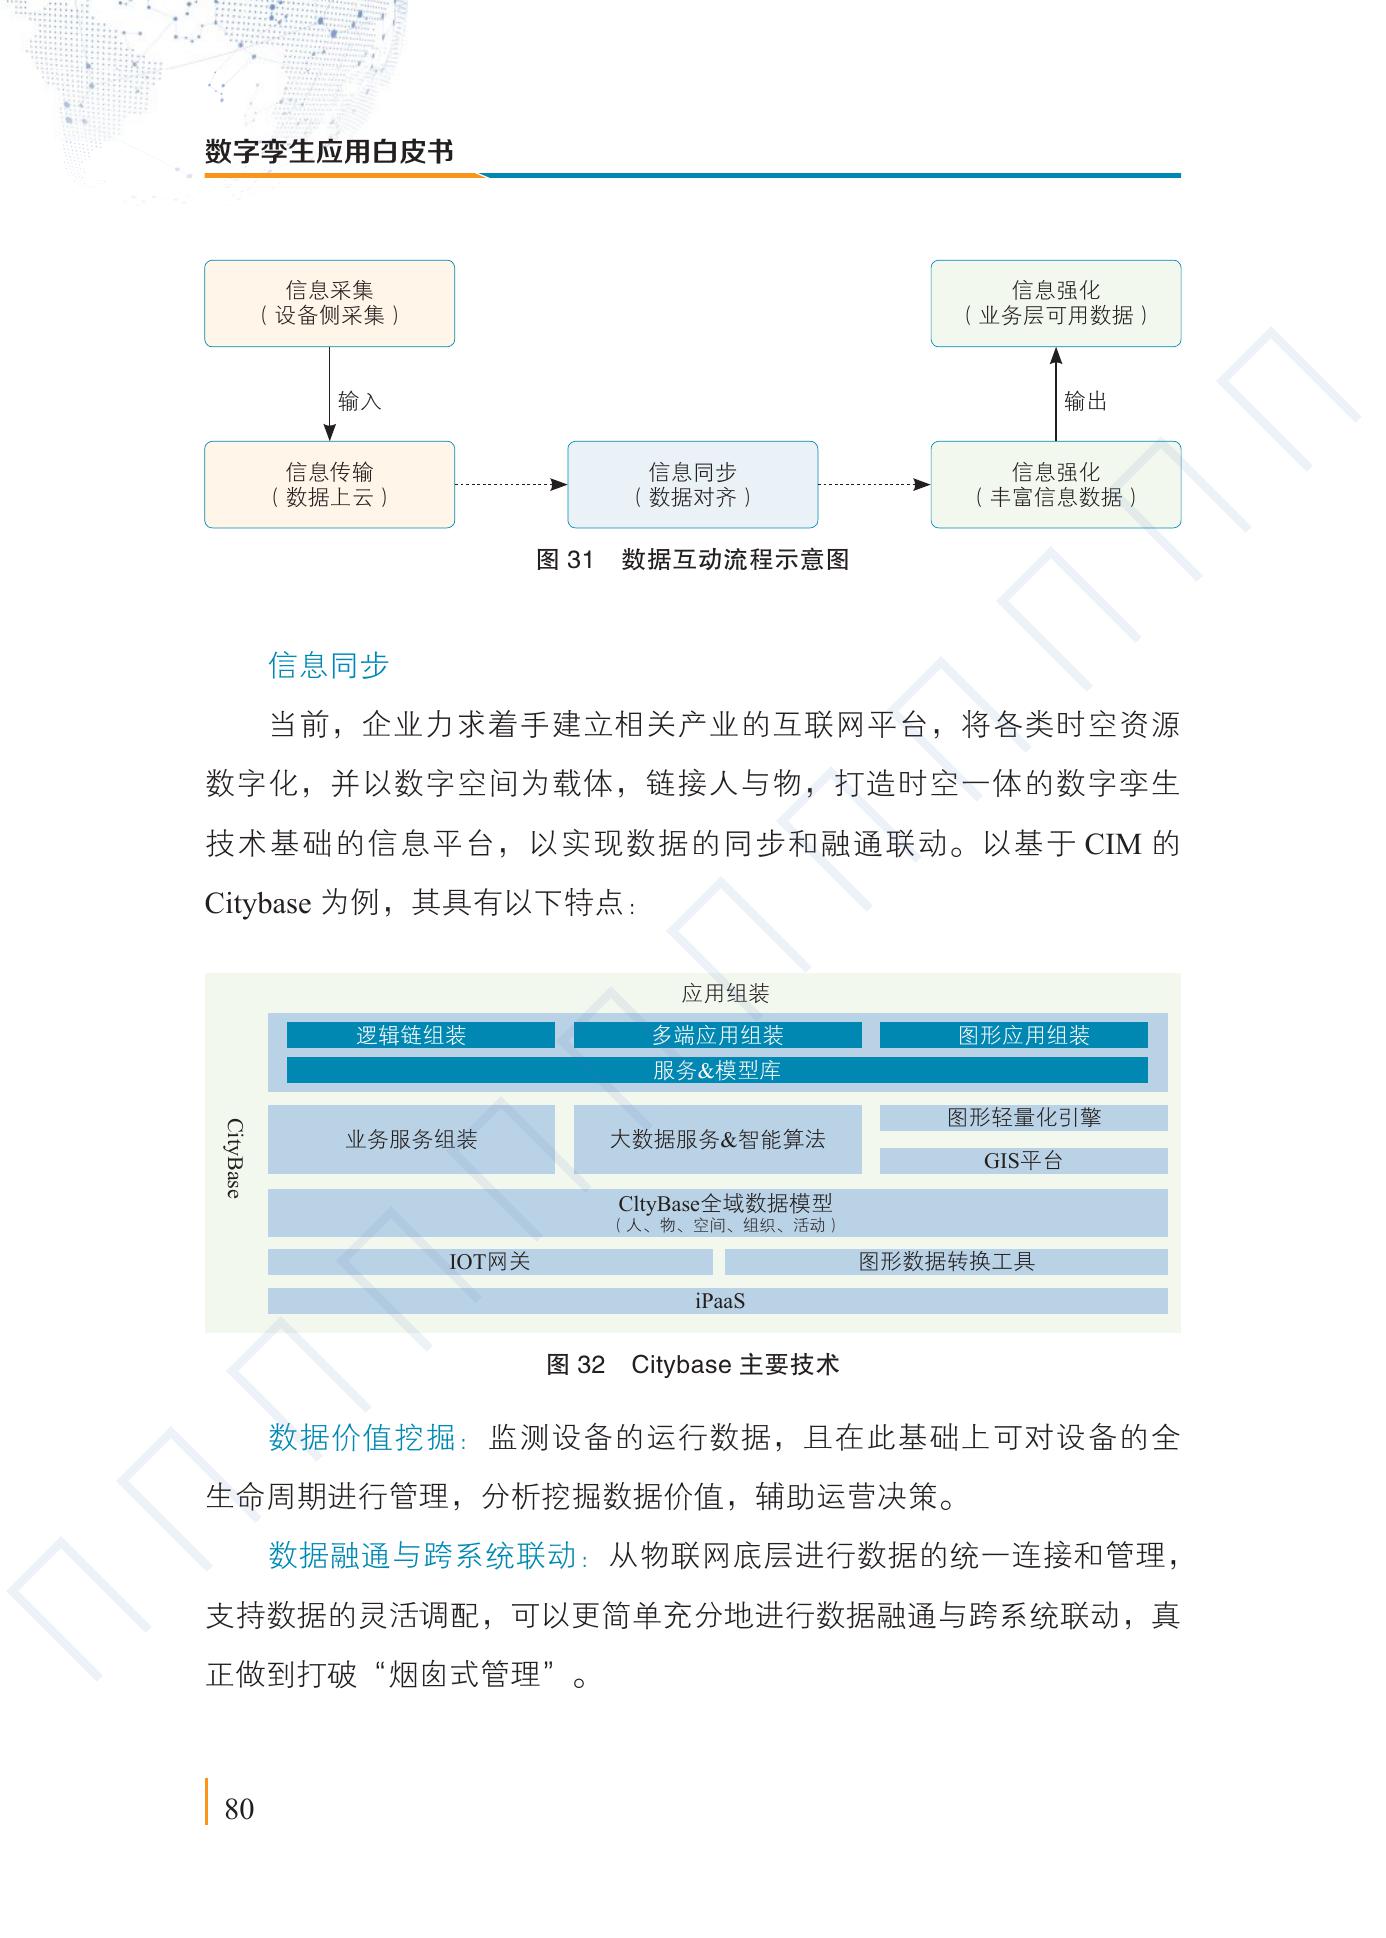 数字孪生应用白皮书
信息采集
（设备侧采集）
信息强化
（业务层可用数据）
输入
输出
信息传输
（数据上云）
信息同步
（数据对齐）
信息强化
（丰富信息数据）
图 31　数据互动流程示意图
信息同步
当前，企业力求着手建立相关产业的互联网平台，将各类时空资源
数字化，并以数字空间为载体，链接人与物，打造时空一体的数字孪生
技术基础的信息平台，以实现数据的同步和融通联动。以基于 CIM 的
Citybase 为例，其具有以下特点：
CityBase
应用组装
逻辑链组装
多端应用组装
图形应用组装
服务&模型库
业务服务组装
大数据服务&智能算法
图形轻量化引擎
GIS平台
CltyBase全域数据模型
（人、物、空间、组织、活动）
IOT网关
图形数据转换工具
iPaaS
图 32　Citybase 主要技术
数据价值挖掘：监测设备的运行数据，且在此基础上可对设备的全
生命周期进行管理，分析挖掘数据价值，辅助运营决策。
数据融通与跨系统联动：从物联网底层进行数据的统一连接和管理，
支持数据的灵活调配，可以更简单充分地进行数据融通与跨系统联动，真
正做到打破“烟囱式管理”。
80